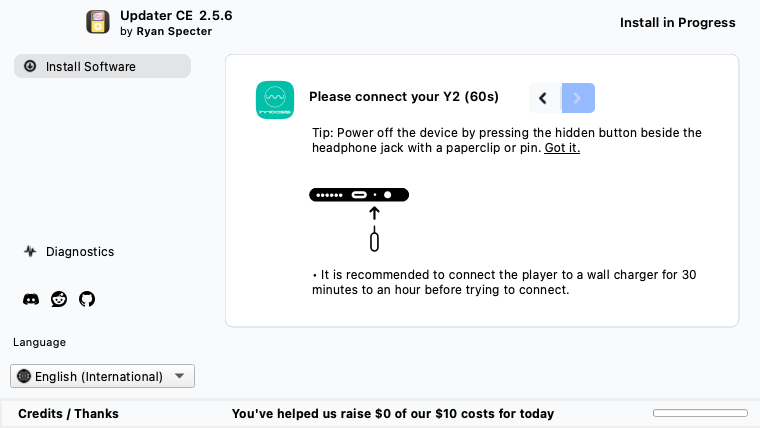 Updater CE 2.5.6
by Ryan Specter
Install in Progress
Install Software
Please connect your Y2 (60s)
Tip: Power off the device by pressing the hidden button beside the
headphone jack with a paperclip or pin. Got it.
• It is recommended to connect the player to a wall charger for 30
minutes to an hour before trying to connect.
Diagnostics
Language
English (International)
Credits / Thanks
You've helped us raise $0 of our $10 costs for today